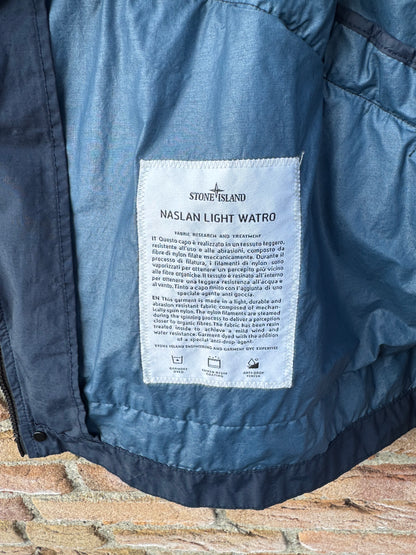 STONE ISLAND
NASLAN LIGHT WATRO
FABRIC RESEARCH AND TREATMENT
IT Questo capo è realizzato in un tessuto leggero,
resistente all'uso e alle abrasioni, composto da
fibre di nylon filate meccanicamente. Durante il
processo di filatura, i filamenti di nylon sono
vaporizzati per ottenere un percepito più vicino
alle fibre organiche. Il tessuto è resinato all'interno
per ottenere una leggera resistenza all'acqua e
al vento. Tinto a capo finito con l'aggiunta di uno
speciale agente anti goccia.
EN This garment is made in a light, durable and
abrasion resistant fabric, composed of mechan-
ically spun nylon. The nylon filaments are steamed
during the spinning process to deliver a perception
closer to organic fibres. The fabric has been resin
treated inside to achieve a mild wind and
water resistance. Garment dyed with the addition
of a special anti-drop agent.
STONE ISLAND ENGINEERING AND GARMENT DYE EXPERTISE
GARMENT
DYED
ANTI-DROP